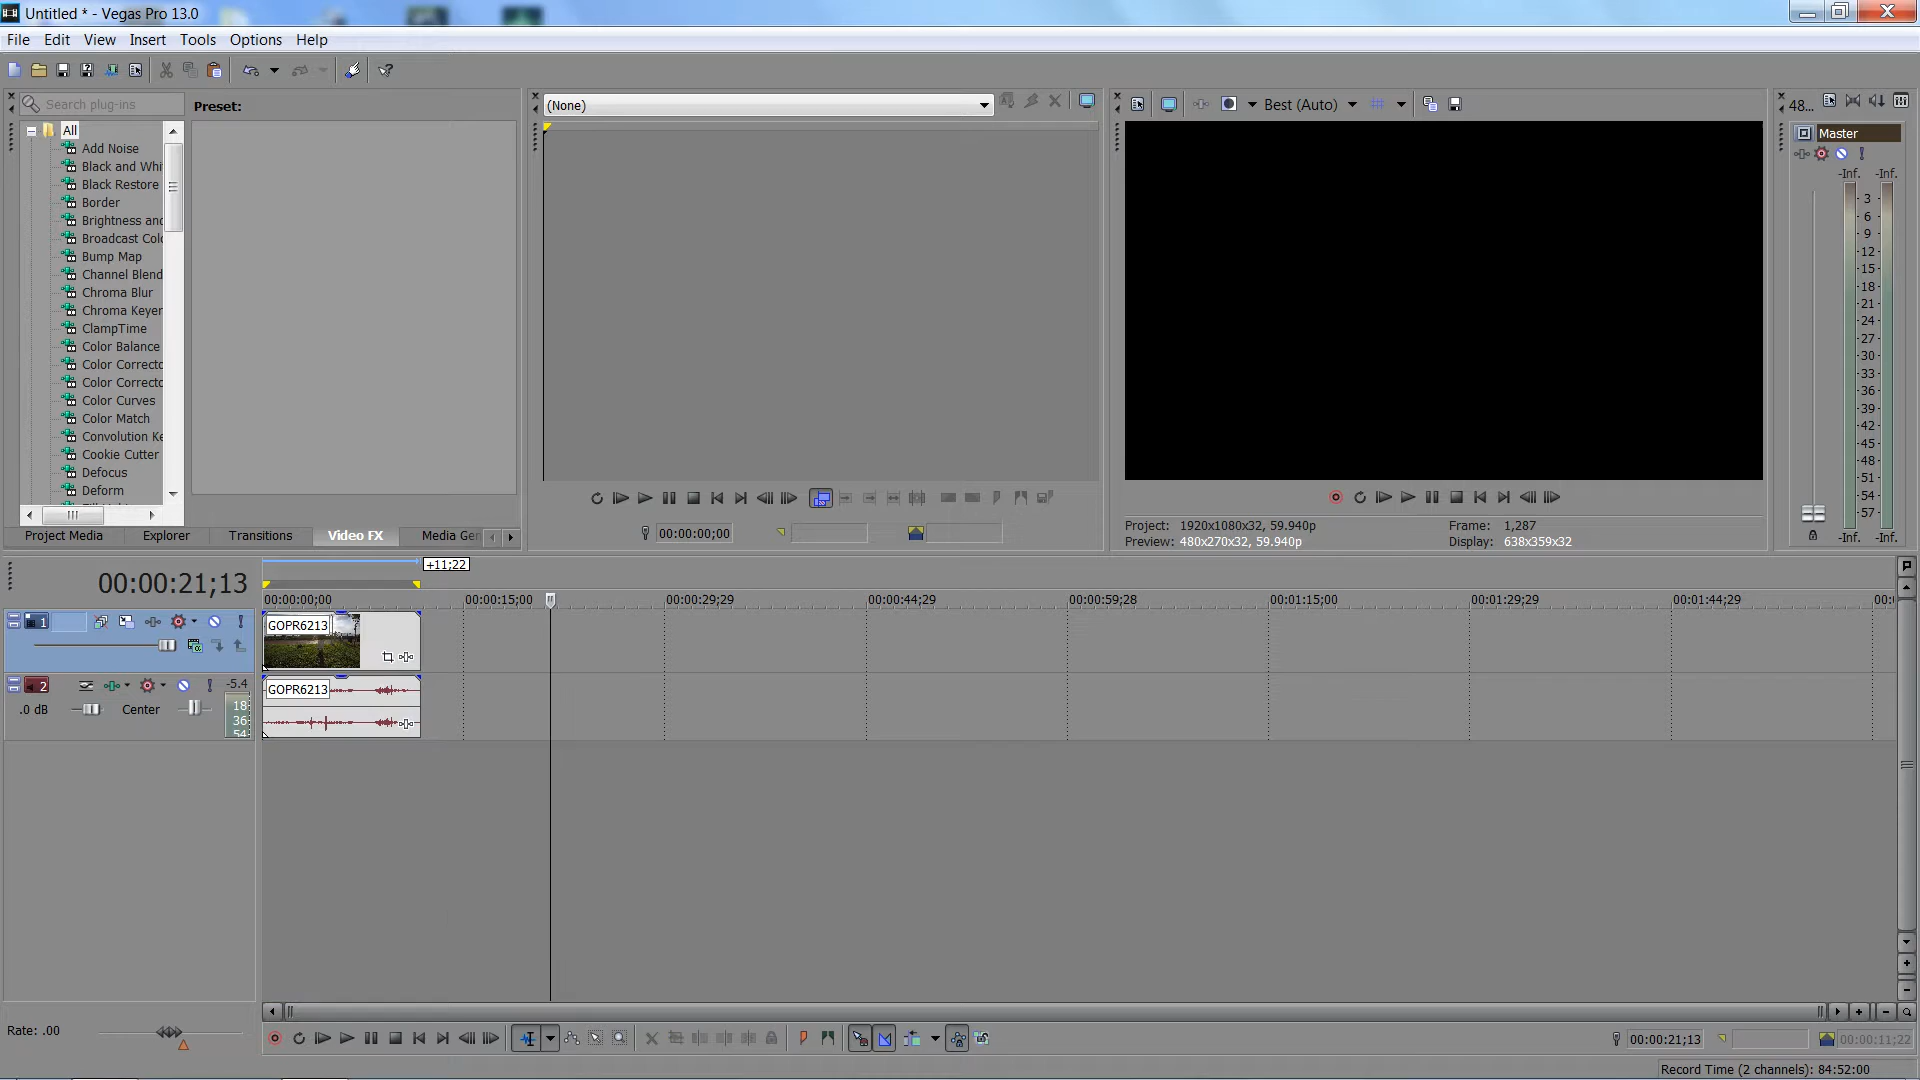 Untitled * - Vegas Pro 13.0
File Edit View Insert Tools Options Help
Search plug-ins
Preset:
(None)
Best (Auto)
48...
All
Add Noise
Black and Whi
Black Restore
Border
Brightness and
Broadcast Colo
Bump Map
Channel Blend
Chroma Blur
Chroma Keyer
ClampTime
Color Balance
Color Correcto
Color Correcto
Color Curves
Color Match
Convolution Ke
Cookie Cutter
Defocus
Deform
Master
-Inf. -Inf.
3
6
9
12
15
18
21
24
27
30
33
36
39
42
45
48
51
54
57
-Inf. -Inf.
Project Media Explorer Transitions Video FX Media Gen
00:00:00;00
Project: 1920x1080x32, 59.940p Frame: 1,287
Preview: 480x270x32, 59.940p Display: 638x359x32
+11;22
00:00:21;13
00:00:00;00 00:00:15;00 00:00:29;29 00:00:44;29 00:00:59;28 00:01:15;00 00:01:29;29 00:01:44;29 00:0
1
GOPR6213
2 -5.4
GOPR6213
.0 dB Center
18
36
54
Rate: .00
00:00:21;13
00:00:11;22
Record Time (2 channels): 84:52:00